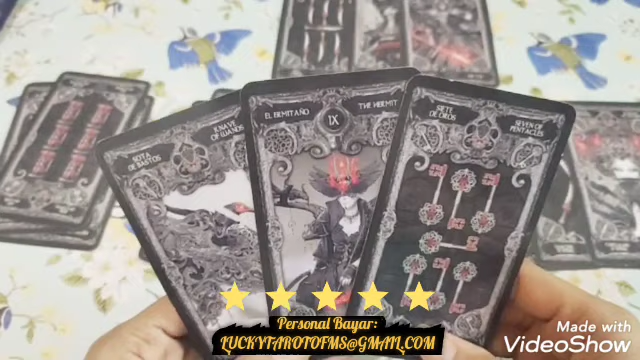 SOTA
DE BASTOS
KNAVE
OF WANDS
EL ERMITAÑO
IX
THE HERMIT
SIETE
DE OROS
SEVEN OF
PENTACLES
Personal Bayar:
LUCKYTAROTOFMS@GMAIL.COM
Made with
VideoShow